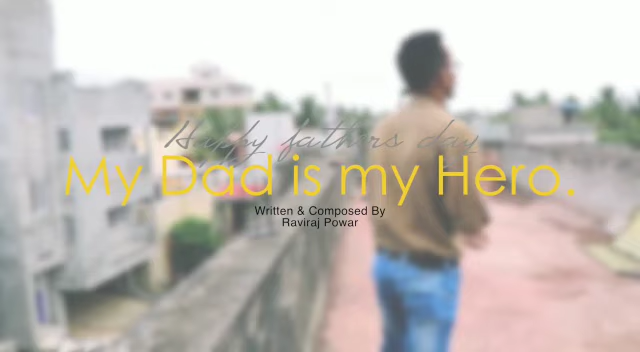 Happy fathers day
My Dad is my Hero.
Written & Composed By
Raviraj Powar